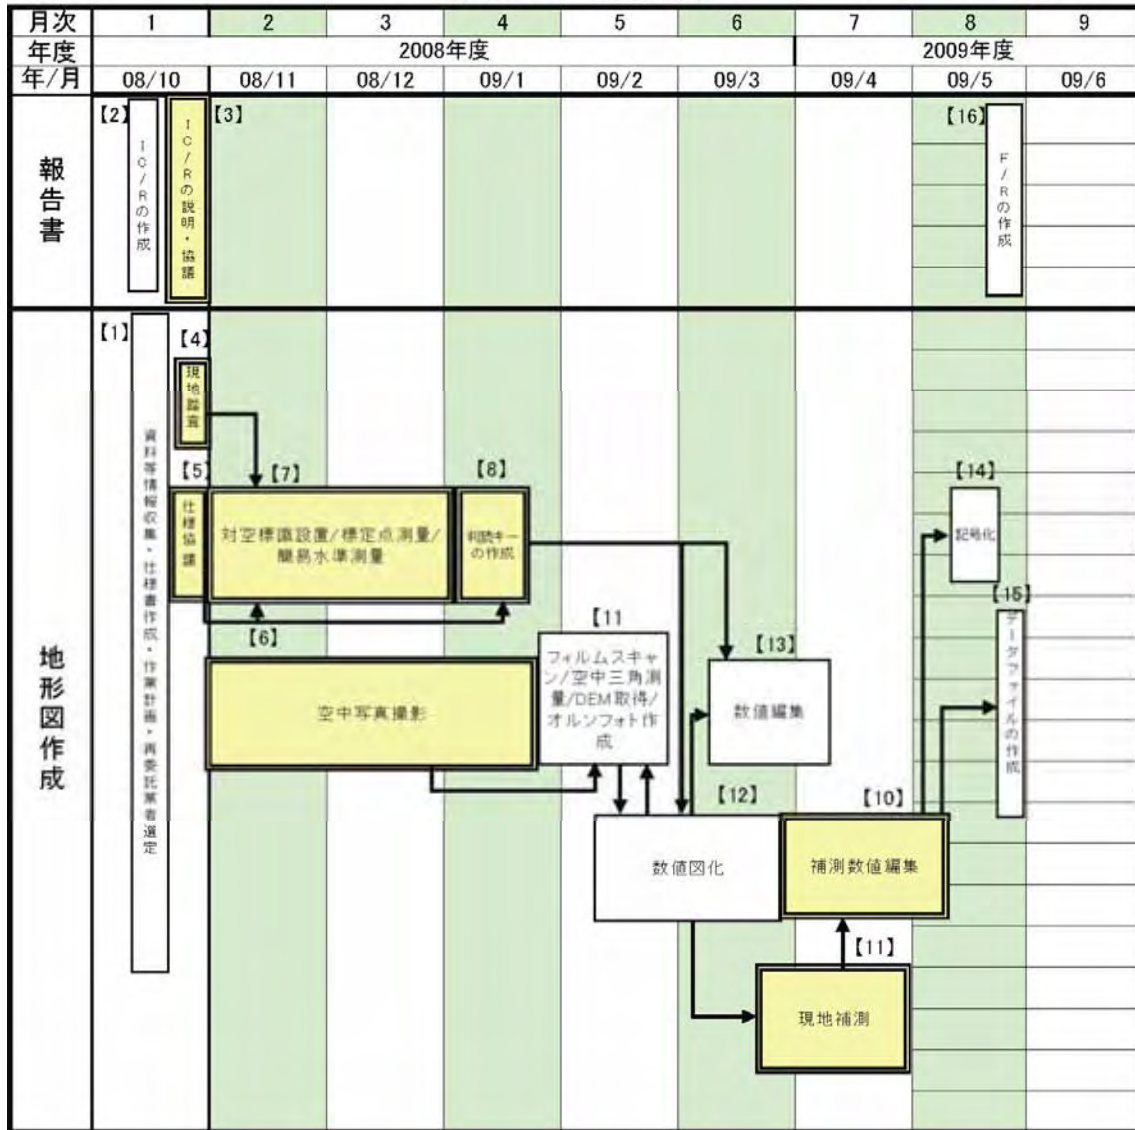 月次 1 2 3 4 5 6 7 8 9
年度 2008年度 2009年度
年/月 08/10 08/11 08/12 09/1 09/2 09/3 09/4 09/5 09/6
報告書
【2】
IC/Rの作成
IC/Rの説明・協議
【3】
【16】
F/Rの作成
地形図作成
【1】
資料等情報収集・仕様書作成・作業計画・再委託業者選定
【4】
現地踏査
【5】
仕様協議
【7】
対空標識設置/標定点測量/
簡易水準測量
【8】
判読キー
の作成
【6】
空中写真撮影
【11
フィルムスキャ
ン/空中三角測
量/DEM取得/
オルソフォト作
成
【13】
数値編集
【12】
数値図化
【10】
補測数値編集
【11】
現地補測
【14】
記号化
【15】
データファイルの作成